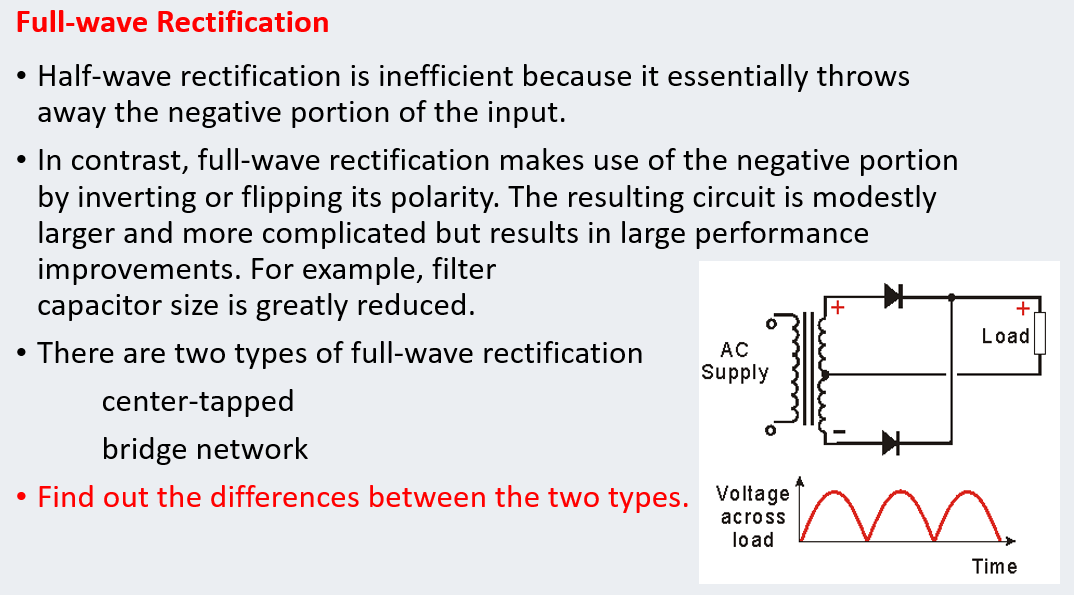 Full-wave Rectification
• Half-wave rectification is inefficient because it essentially throws
away the negative portion of the input.
• In contrast, full-wave rectification makes use of the negative portion
by inverting or flipping its polarity. The resulting circuit is modestly
larger and more complicated but results in large performance
improvements. For example, filter
capacitor size is greatly reduced.
• There are two types of full-wave rectification
center-tapped
bridge network
• Find out the differences between the two types.
+
+
Load
AC
Supply
−
Voltage
across
load
Time